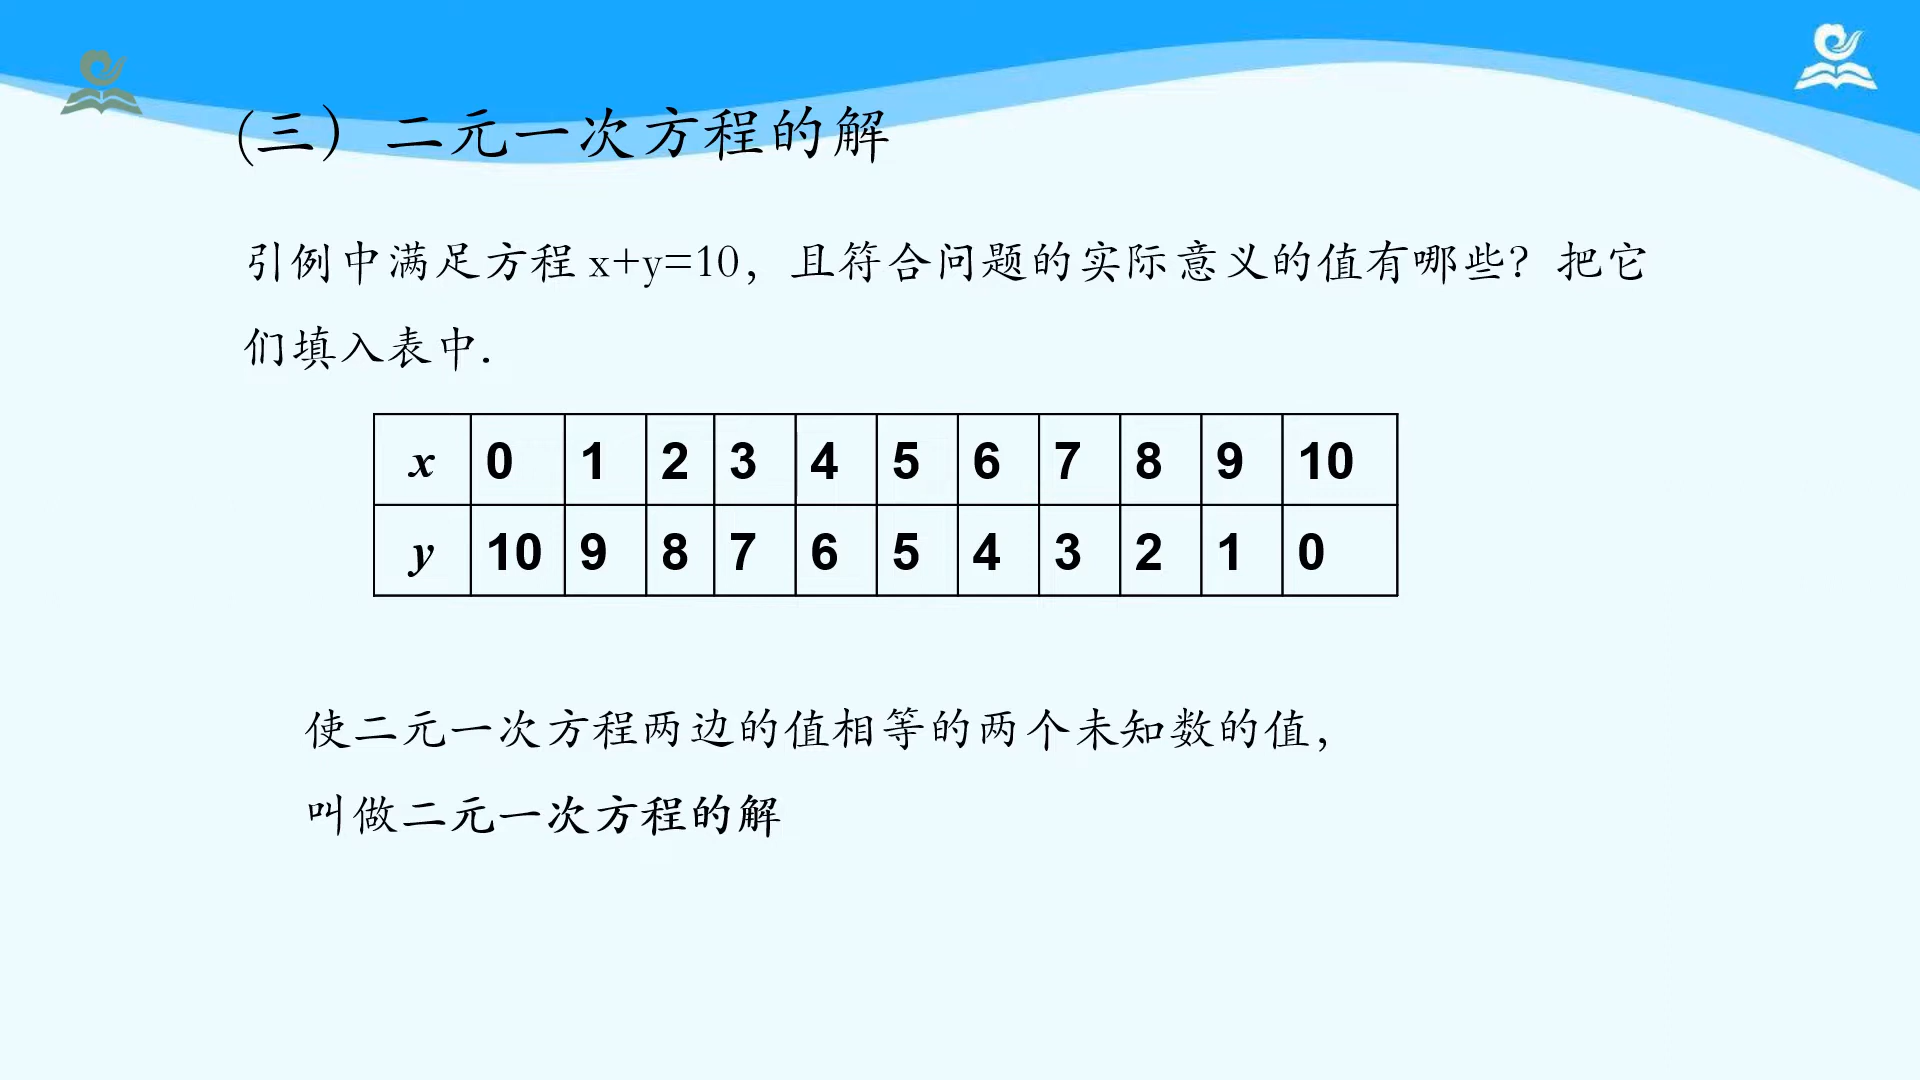 (三） 二元一次方程的解
引例中满足方程 x+y=10，且符合问题的实际意义的值有哪些？把它
们填入表中.
x 0 1 2 3 4 5 6 7 8 9 10
y 10 9 8 7 6 5 4 3 2 1 0
使二元一次方程两边的值相等的两个未知数的值，
叫做二元一次方程的解